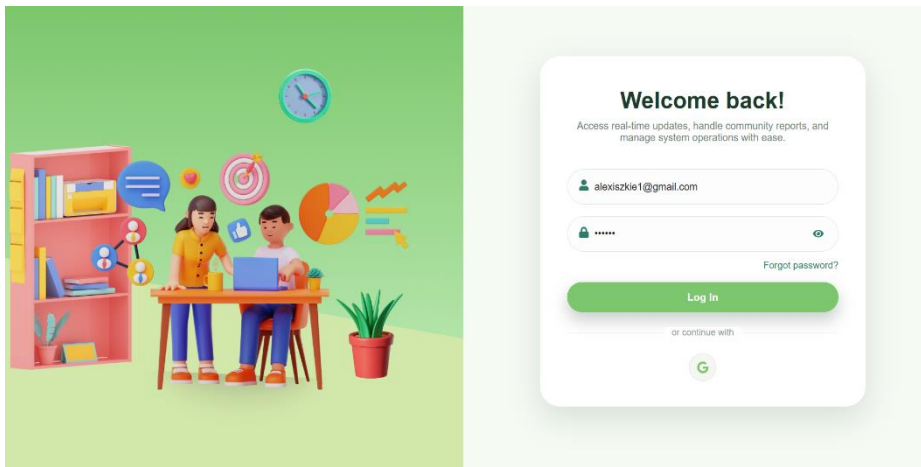 Welcome back!
Access real-time updates, handle community reports, and
manage system operations with ease.
alexiszkie1@gmail.com
••••••
Forgot password?
Log In
or continue with
G